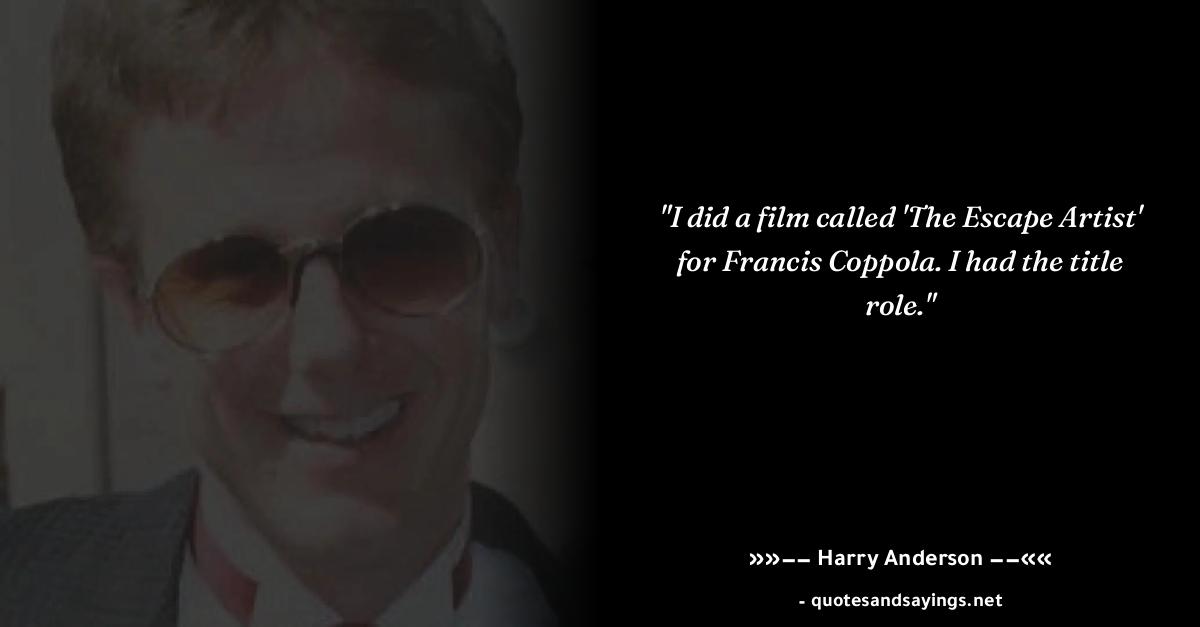 "I did a film called 'The Escape Artist'
for Francis Coppola. I had the title
role."
»»−− Harry Anderson −−««
- quotesandsayings.net